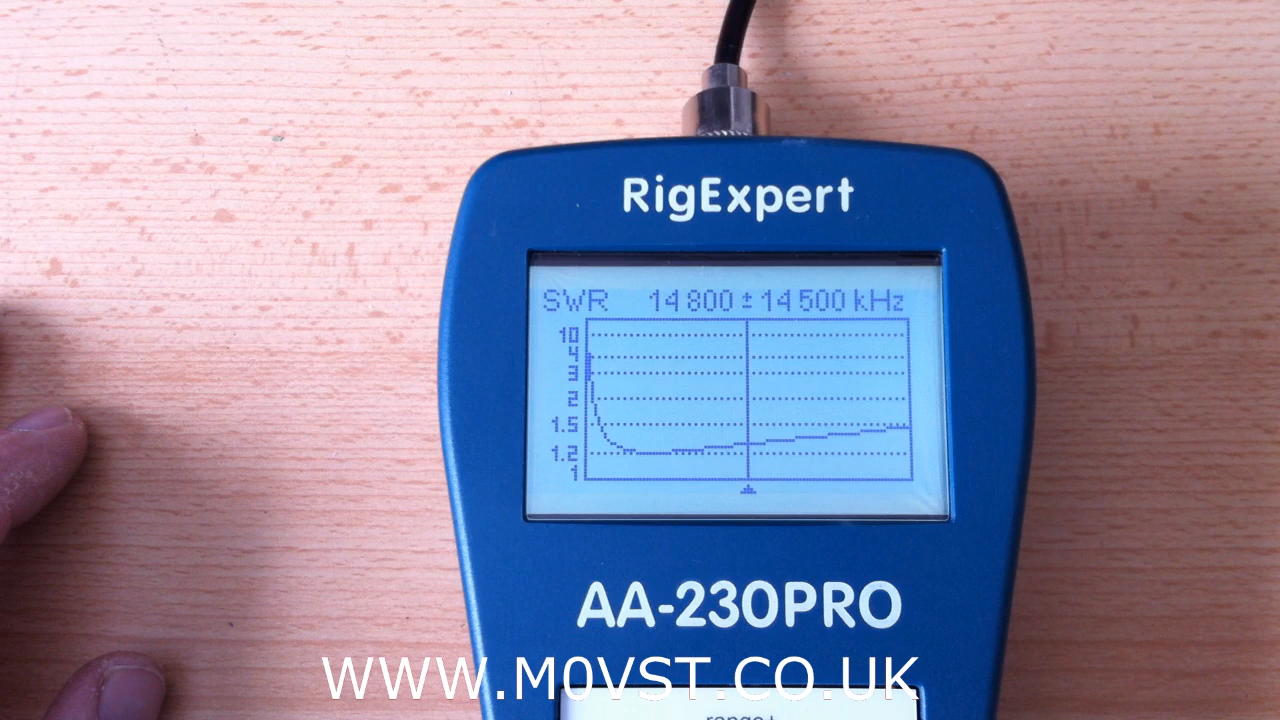 RigExpert
SWR 14 800 ± 14 500 kHz
10
4
3
2
1.5
1.2
1
AA-230PRO
WWW.M0VST.CO.UK
range+